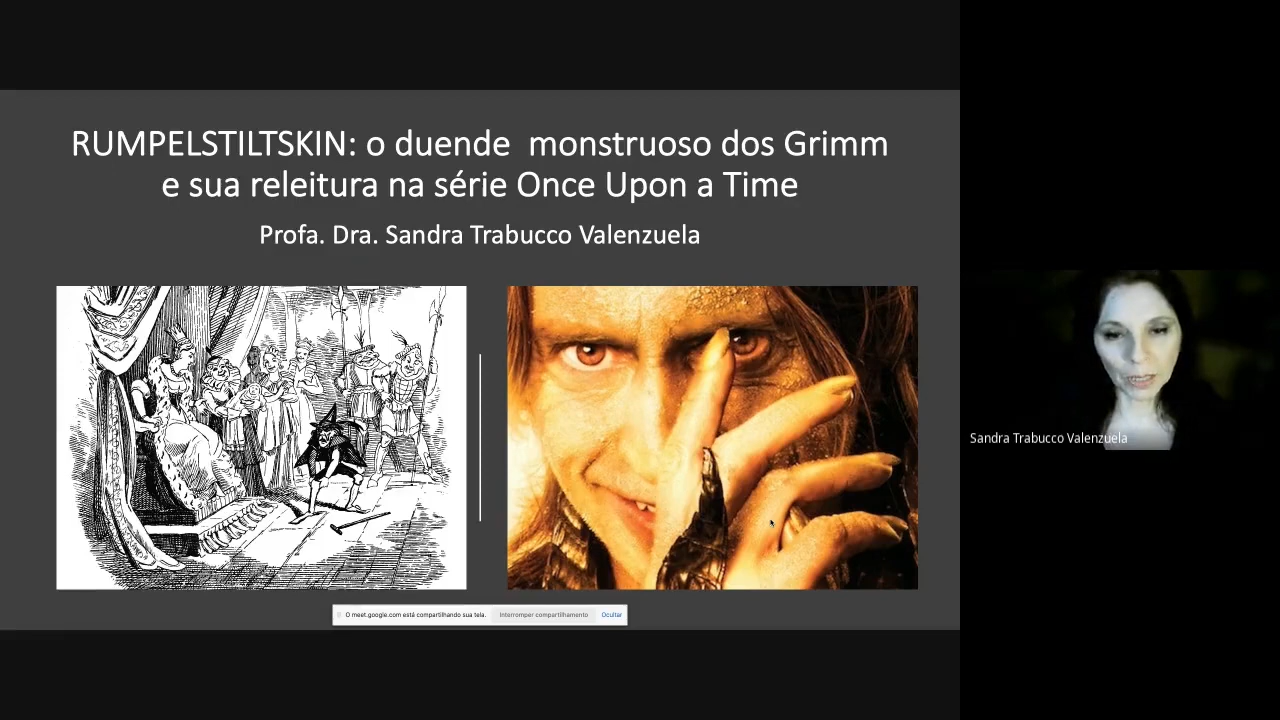 RUMPELSTILTSKIN: o duende monstruoso dos Grimm
e sua releitura na série Once Upon a Time
Profa. Dra. Sandra Trabucco Valenzuela
Sandra Trabucco Valenzuela
O meet.google.com está compartilhando sua tela. Interromper compartilhamento Ocultar